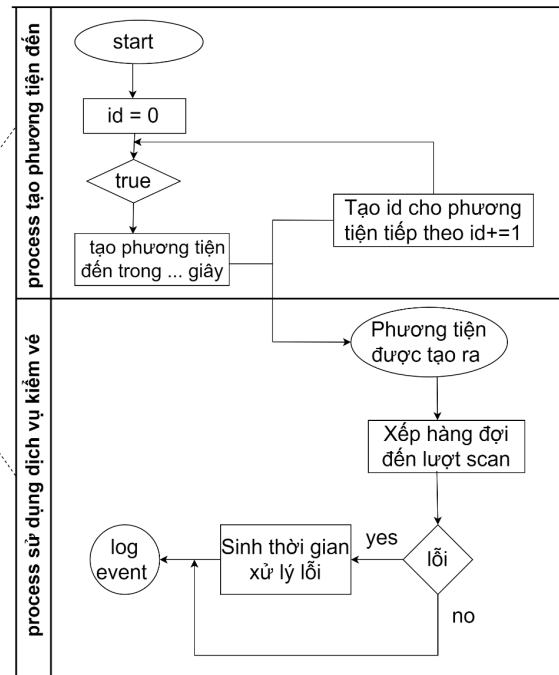 process tạo phương tiện đến
start
id = 0
true
tạo phương tiện
đến trong ... giây
Tạo id cho phương
tiện tiếp theo id+=1
process sử dụng dịch vụ kiểm vé
Phương tiện
được tạo ra
Xếp hàng đợi
đến lượt scan
lỗi
yes
Sinh thời gian
xử lý lỗi
log
event
no